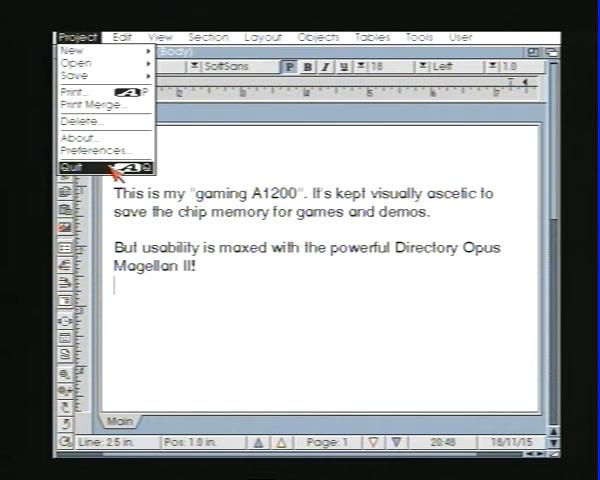 Project Edit View Section Layout Objects Tables Tools User
New
Body)
Open
SoftSans P B I U 18 Left 1.0
Save
Print... A P
Print Merge...
Delete...
About...
Preferences...
Quit A Q
This is my "gaming A1200". It's kept visually ascetic to
save the chip memory for games and demos.
But usability is maxed with the powerful Directory Opus
Magellan II!
Main
Line: 2.5 in. Pos: 1.0 in. Page: 1 20:48 18/11/15